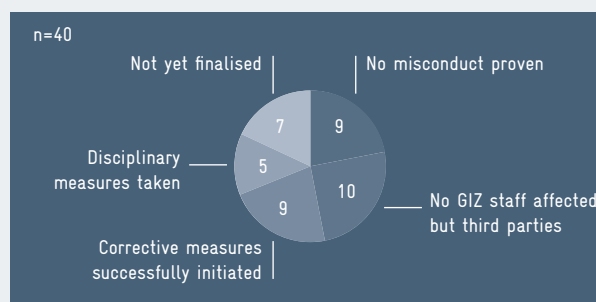 n=40
Not yet finalised
No misconduct proven
7
9
Disciplinary
measures taken
5
10
No GIZ staff affected
but third parties
9
Corrective measures
successfully initiated